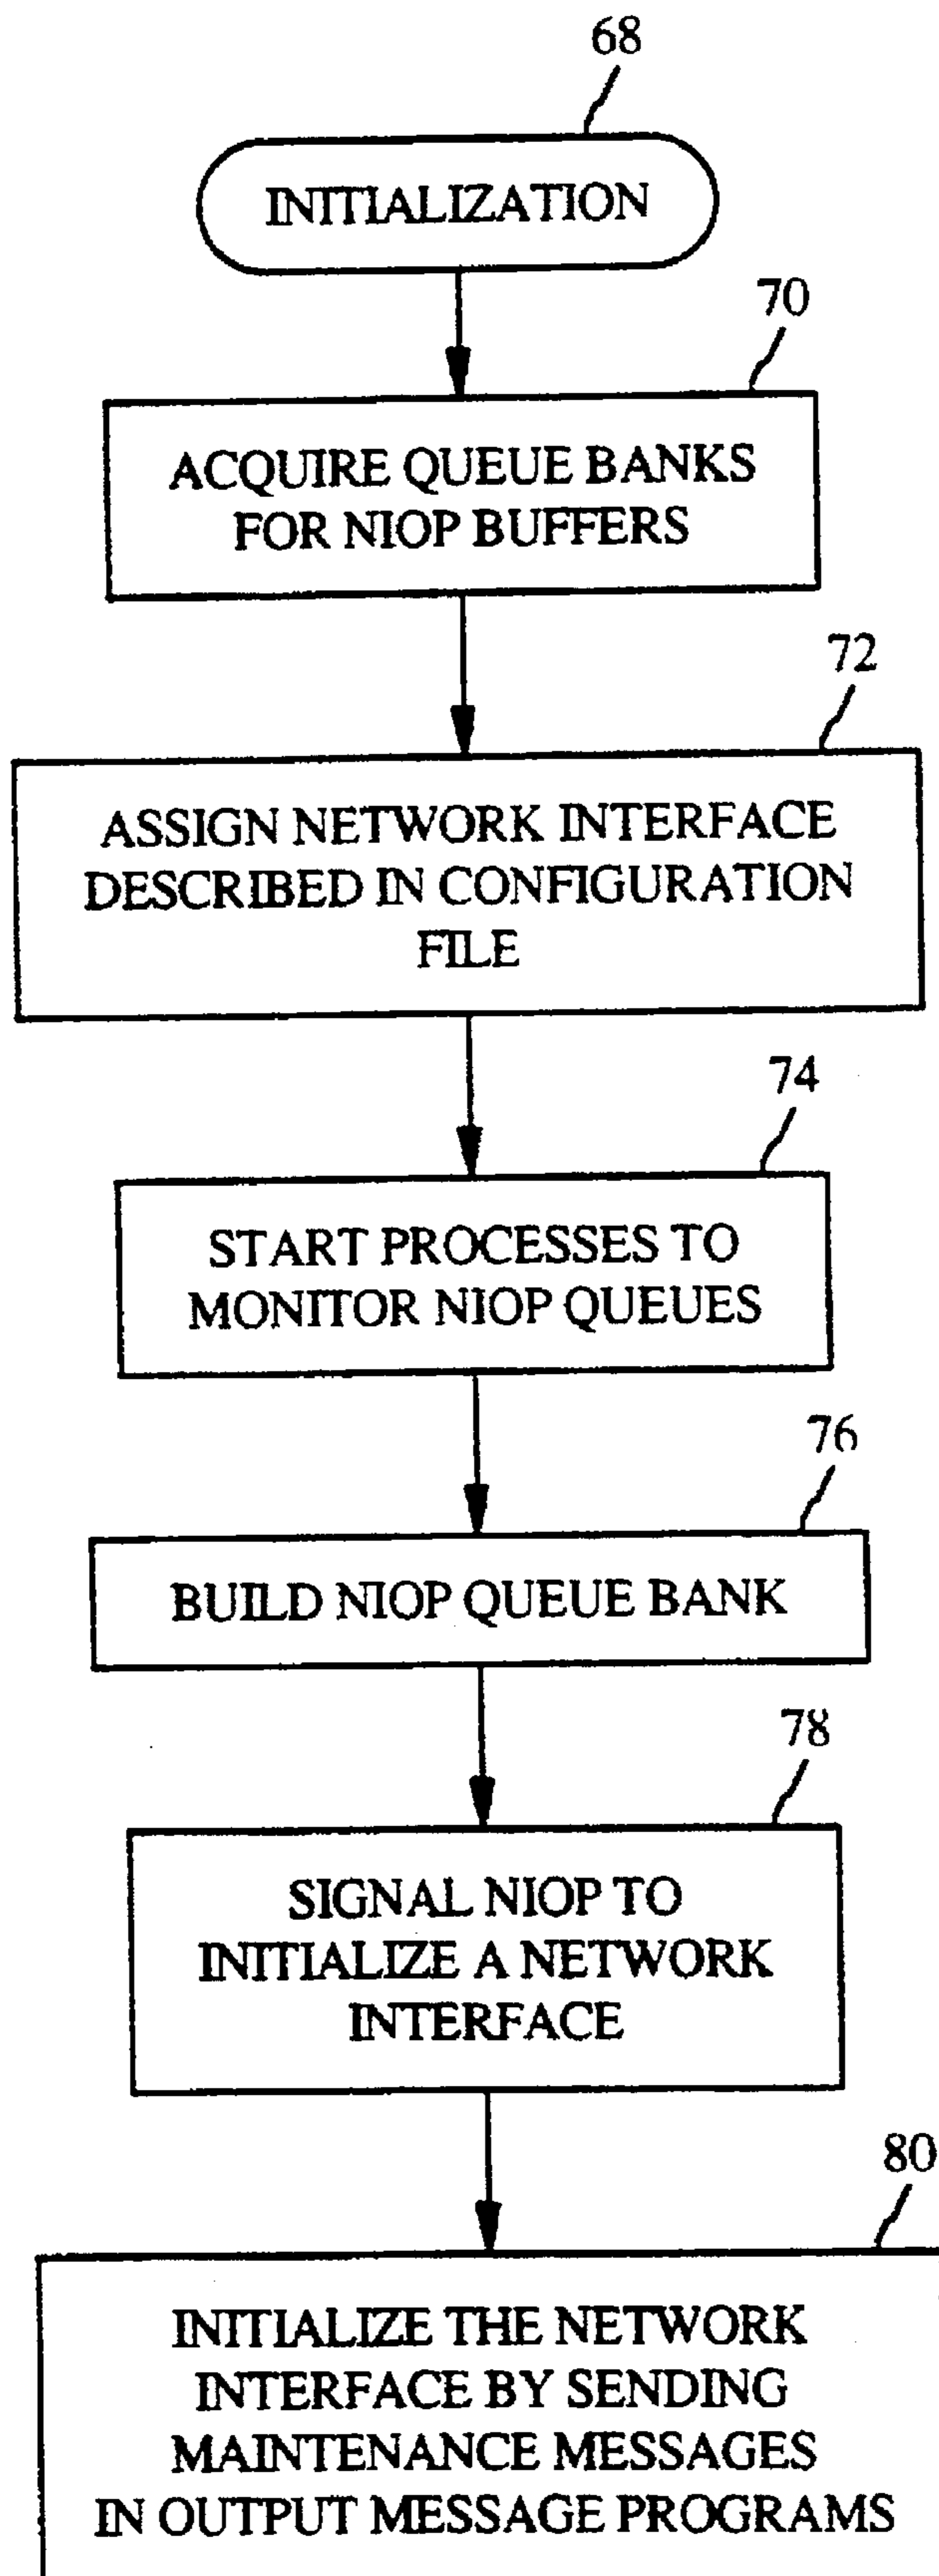 68
INITIALIZATION
70
ACQUIRE QUEUE BANKS
FOR NIOP BUFFERS
72
ASSIGN NETWORK INTERFACE
DESCRIBED IN CONFIGURATION
FILE
74
START PROCESSES TO
MONITOR NIOP QUEUES
76
BUILD NIOP QUEUE BANK
78
SIGNAL NIOP TO
INITIALIZE A NETWORK
INTERFACE
80
INITIALIZE THE NETWORK
INTERFACE BY SENDING
MAINTENANCE MESSAGES
IN OUTPUT MESSAGE PROGRAMS